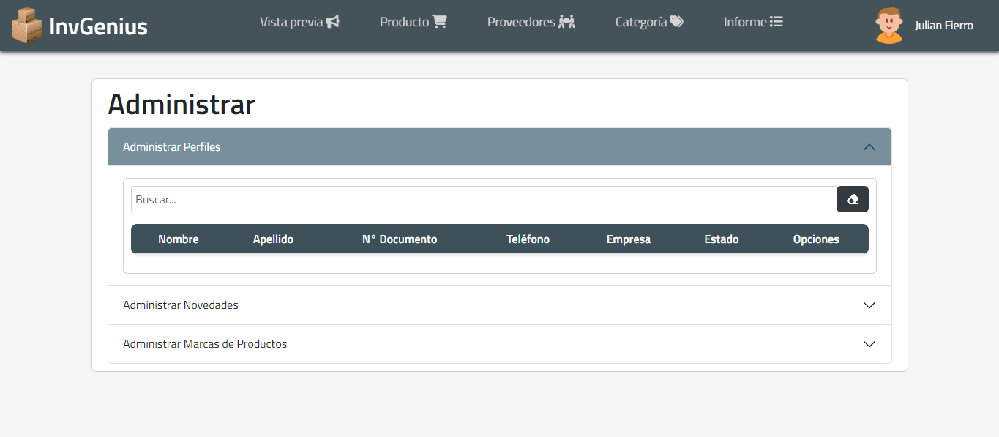 InvGenius
Vista previa
Producto
Proveedores
Categoría
Informe
Julian Fierro
Administrar
Administrar Perfiles
Buscar...
Nombre Apellido N° Documento Teléfono Empresa Estado Opciones
Administrar Novedades
Administrar Marcas de Productos